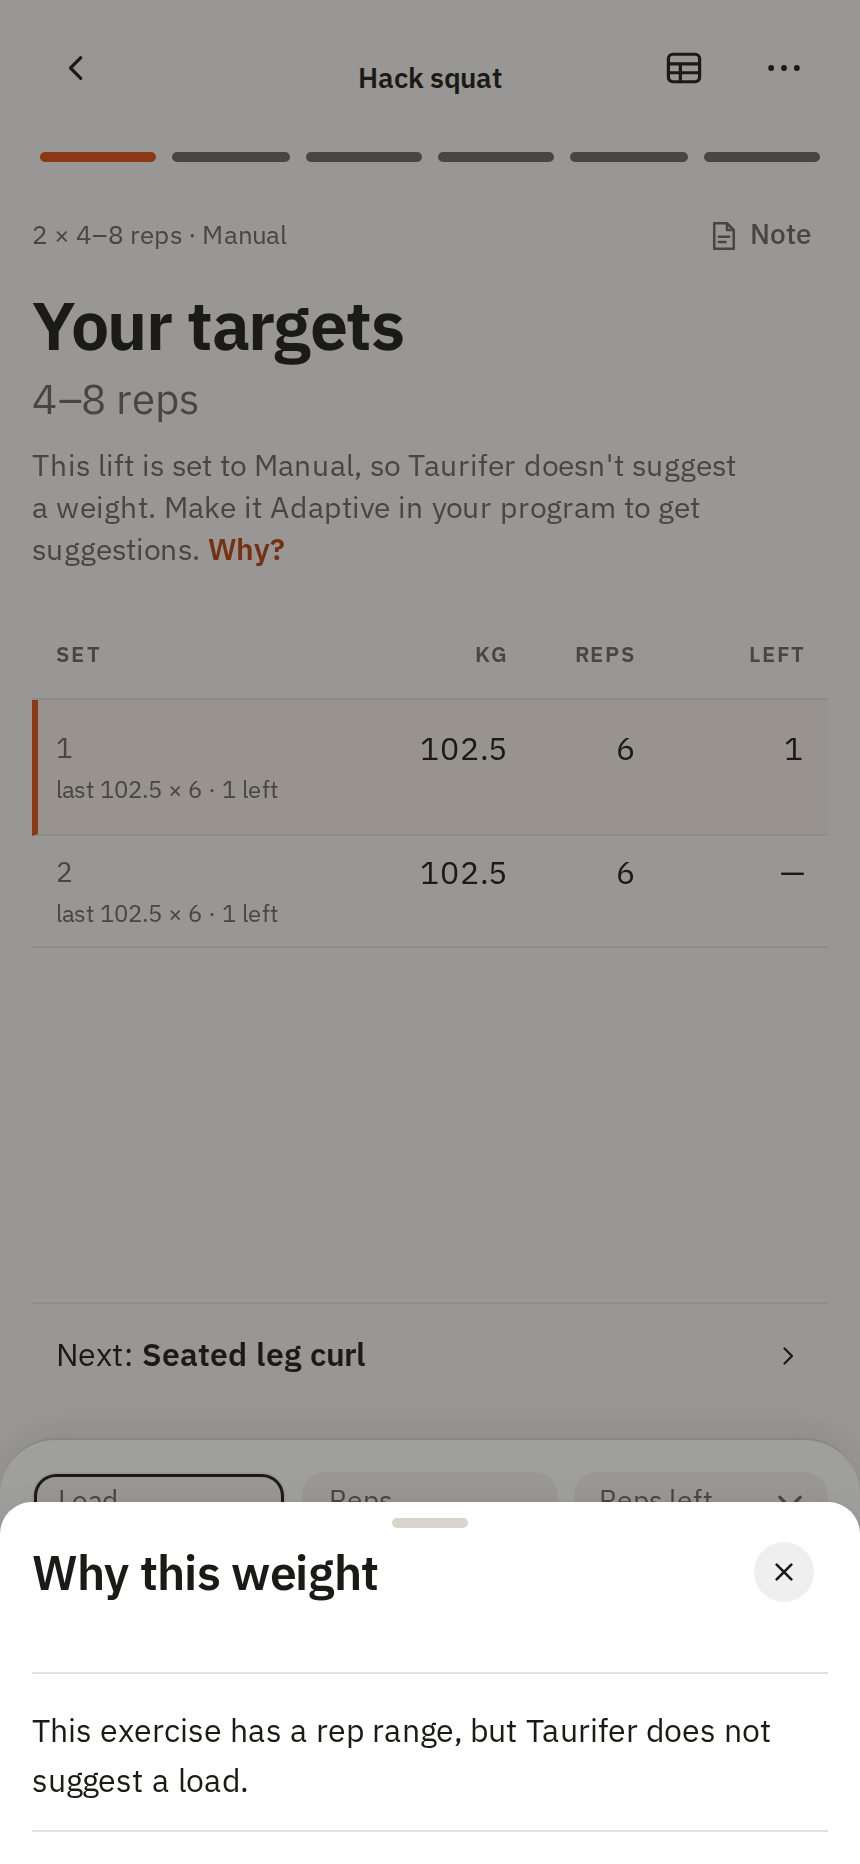 Hack squat
2 × 4–8 reps · Manual
Note
Your targets
4–8 reps
This lift is set to Manual, so Taurifer doesn't suggest
a weight. Make it Adaptive in your program to get
suggestions. Why?
SET KG REPS LEFT
1 102.5 6 1
last 102.5 × 6 · 1 left
2 102.5 6 —
last 102.5 × 6 · 1 left
Next: Seated leg curl
Load Reps Reps left
Why this weight
This exercise has a rep range, but Taurifer does not
suggest a load.